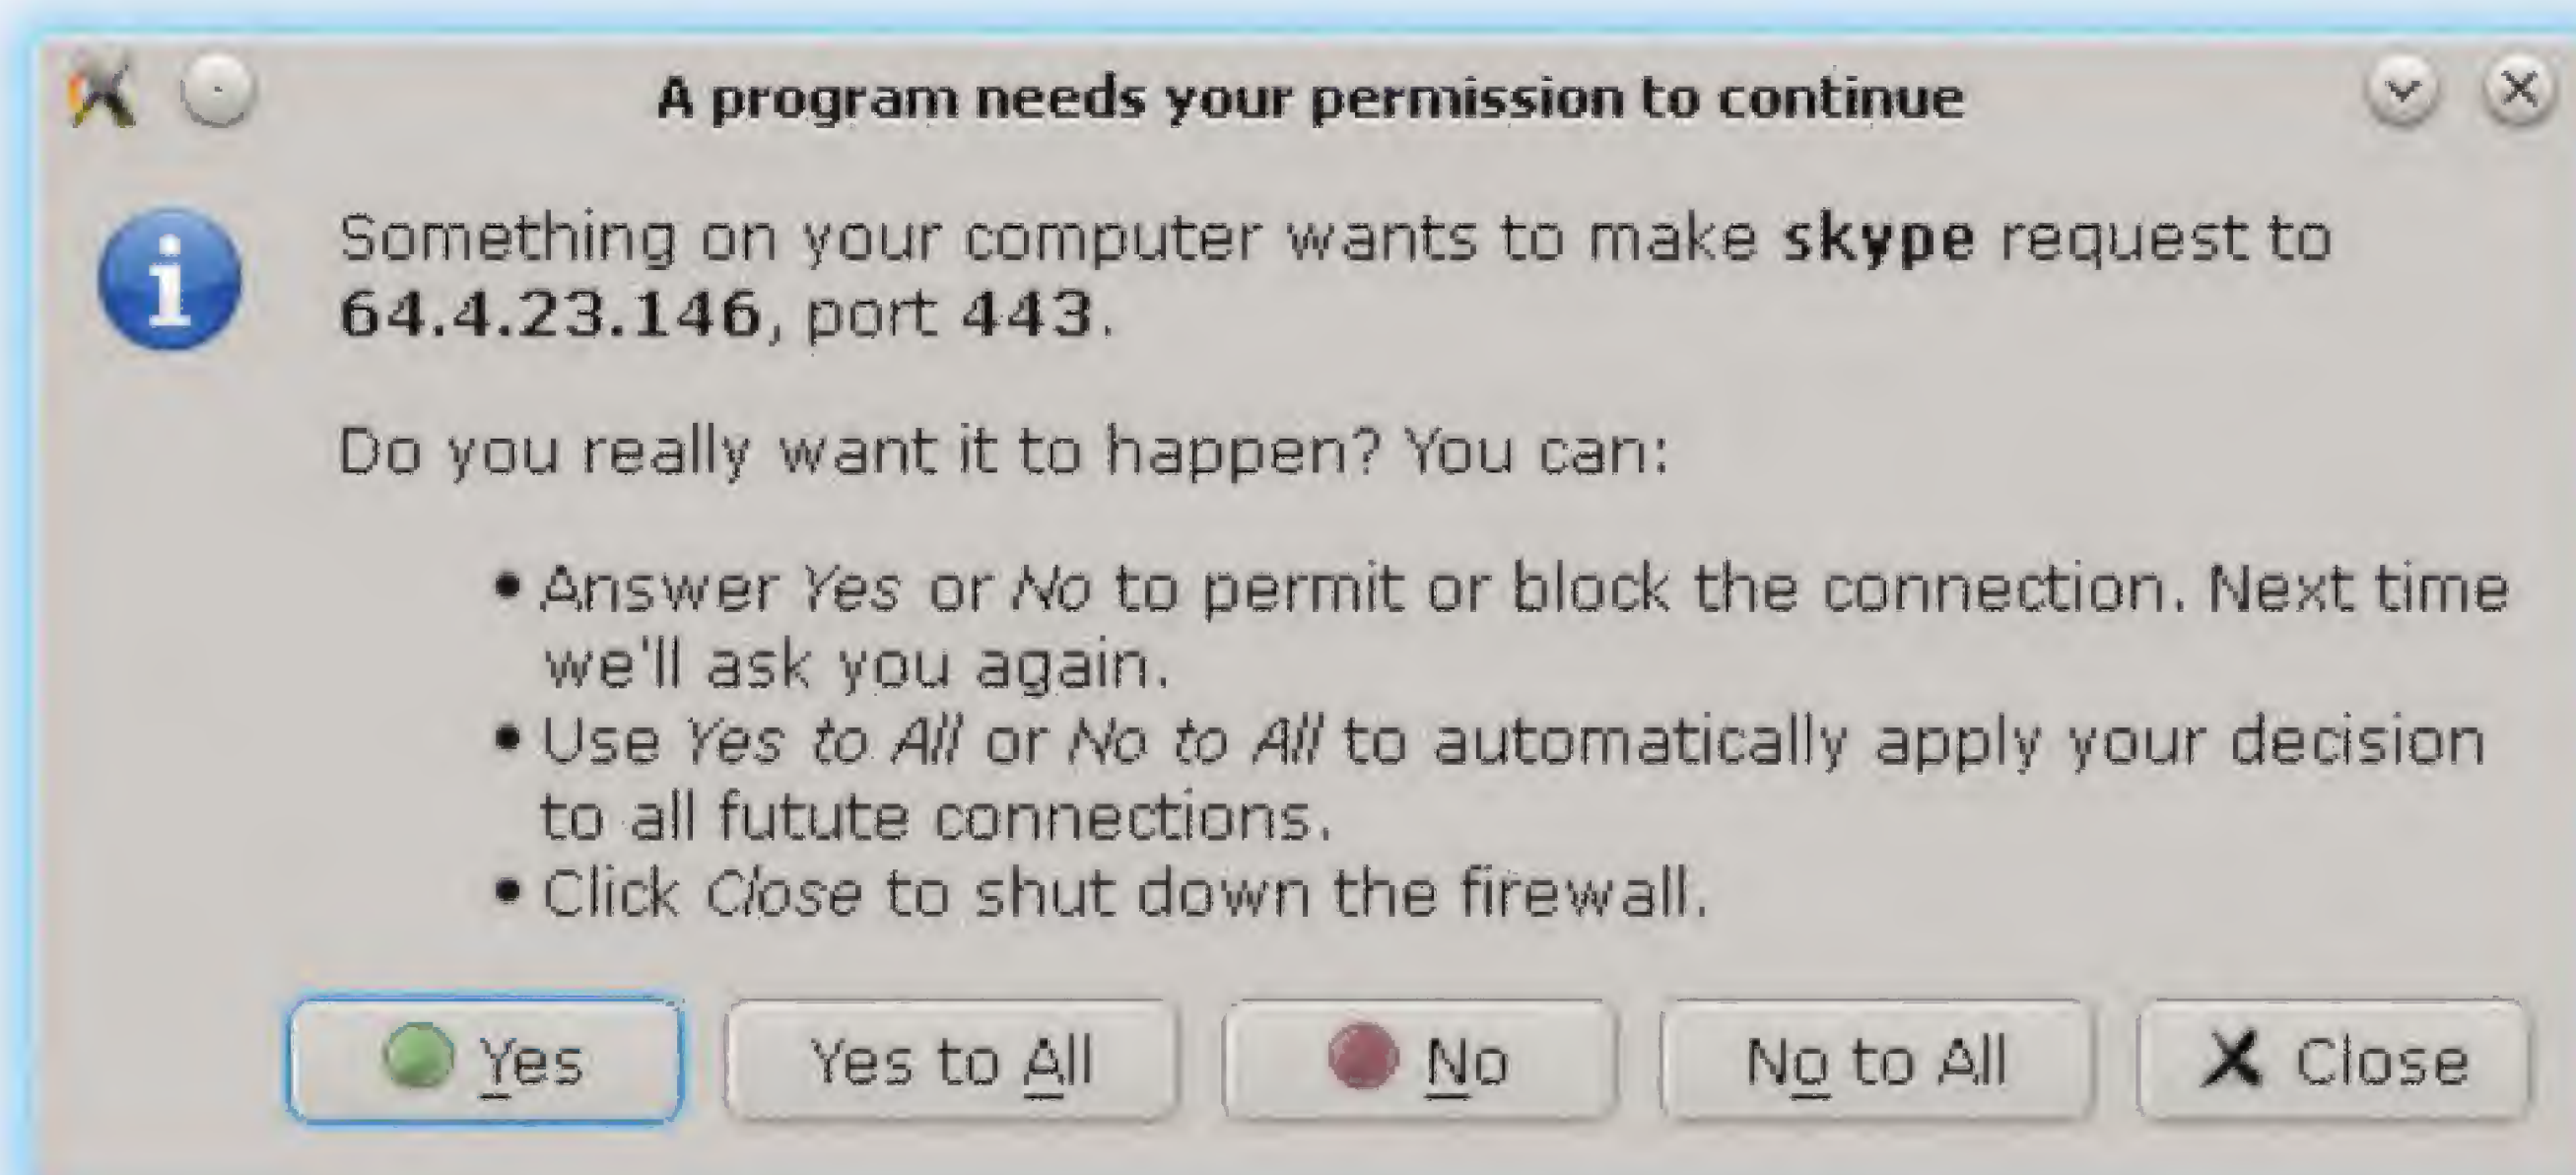 A program needs your permission to continue
Something on your computer wants to make skype request to
64.4.23.146, port 443.
Do you really want it to happen? You can:
• Answer Yes or No to permit or block the connection. Next time
we'll ask you again.
• Use Yes to All or No to All to automatically apply your decision
to all futute connections.
• Click Close to shut down the firewall.
Yes Yes to All No No to All Close